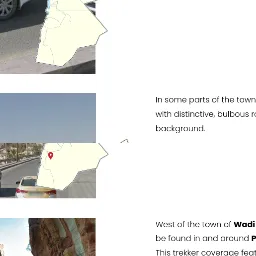 In some parts of the town
with distinctive, bulbous
background.
West of the town of Wadi
be found in and around
This trekker coverage feat